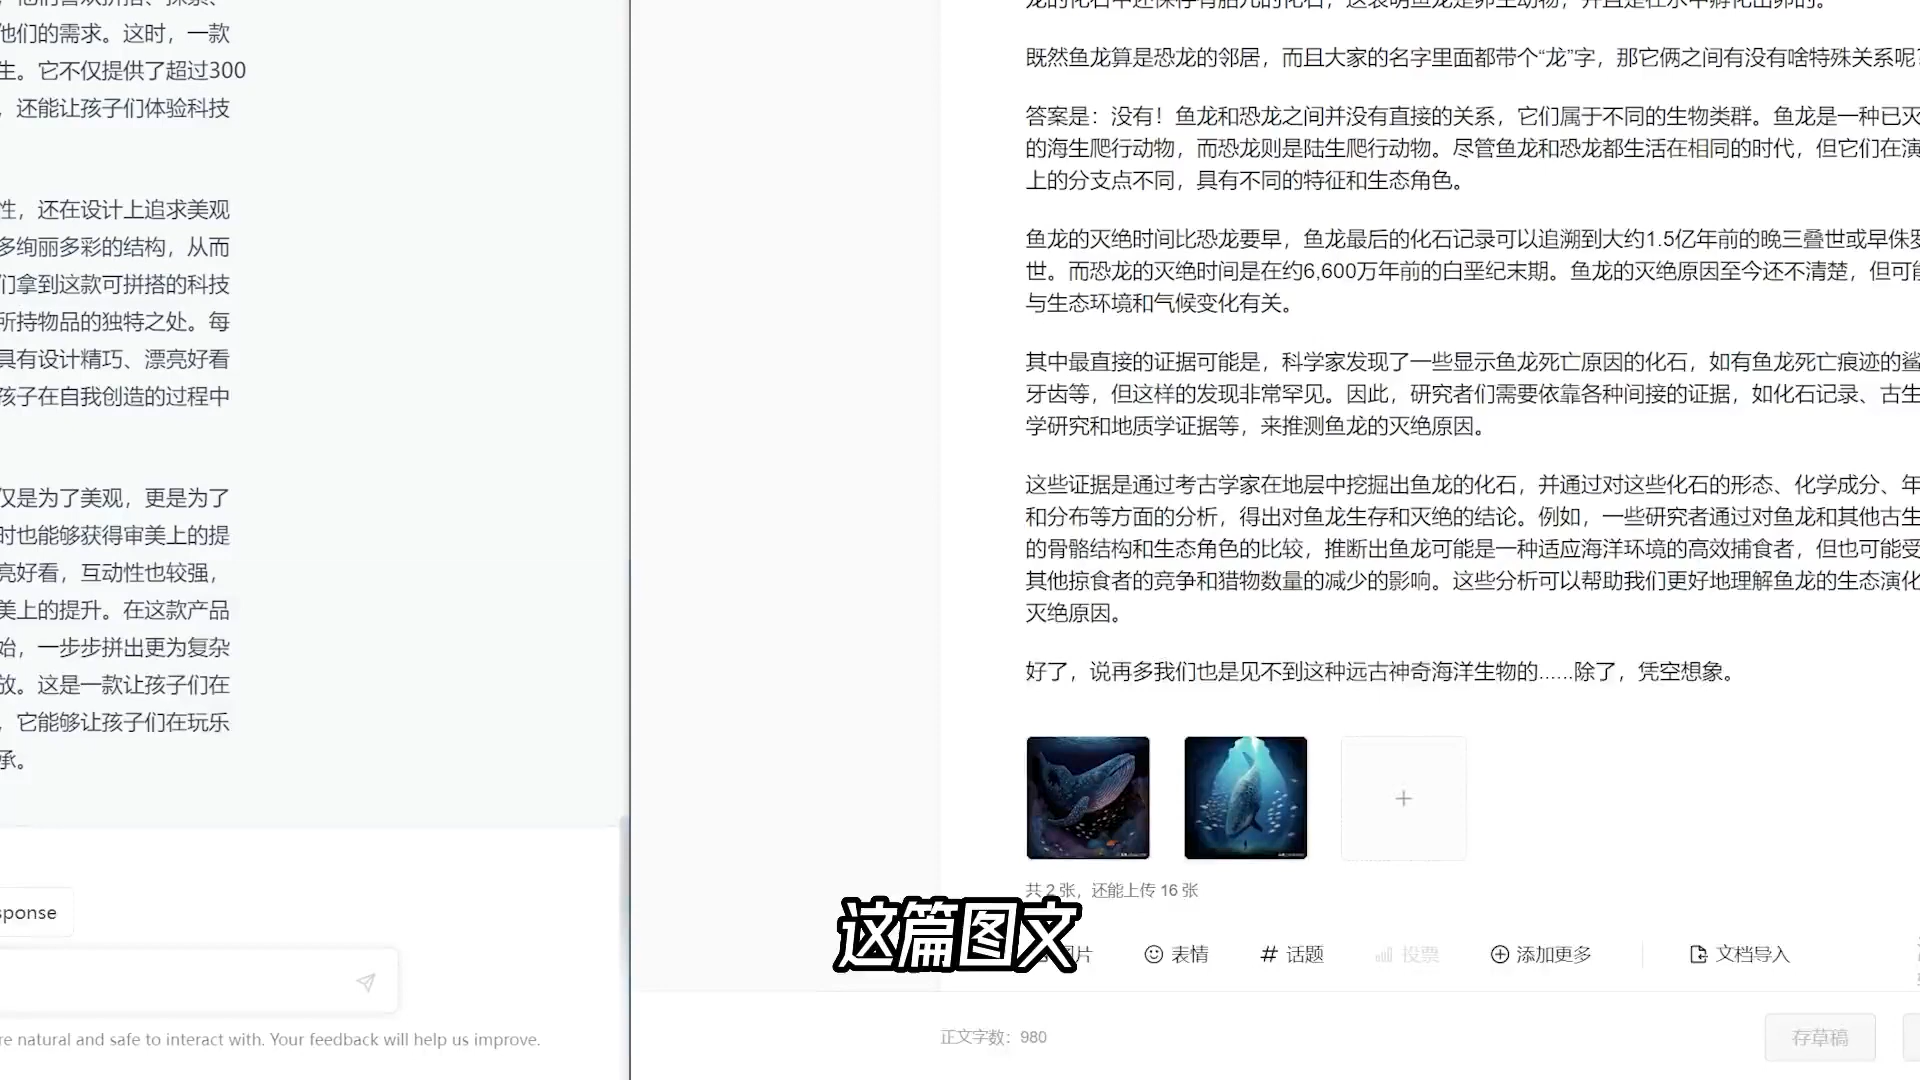 他们的需求。这时，一款
生。它不仅提供了超过300
，还能让孩子们体验科技
性，还在设计上追求美观
多绚丽多彩的结构，从而
们拿到这款可拼搭的科技
所持物品的独特之处。每
具有设计精巧、漂亮好看
孩子在自我创造的过程中
仅是为了美观，更是为了
时也能够获得审美上的提
亮好看，互动性也较强，
美上的提升。在这款产品
始，一步步拼出更为复杂
放。这是一款让孩子们在
，它能够让孩子们在玩乐
承。
sponse
re natural and safe to interact with. Your feedback will help us improve.
龙的化石中还保存有胎儿的化石，这表明鱼龙是卵生动物，并且是在水中孵化出卵的。
既然鱼龙算是恐龙的邻居，而且大家的名字里面都带个“龙”字，那它俩之间有没有啥特殊关系呢？
答案是：没有！鱼龙和恐龙之间并没有直接的关系，它们属于不同的生物类群。鱼龙是一种已灭
的海生爬行动物，而恐龙则是陆生爬行动物。尽管鱼龙和恐龙都生活在相同的时代，但它们在演
上的分支点不同，具有不同的特征和生态角色。
鱼龙的灭绝时间比恐龙要早，鱼龙最后的化石记录可以追溯到大约1.5亿年前的晚三叠世或早侏罗
世。而恐龙的灭绝时间是在约6,600万年前的白垩纪末期。鱼龙的灭绝原因至今还不清楚，但可能
与生态环境和气候变化有关。
其中最直接的证据可能是，科学家发现了一些显示鱼龙死亡原因的化石，如有鱼龙死亡痕迹的鲨
牙齿等，但这样的发现非常罕见。因此，研究者们需要依靠各种间接的证据，如化石记录、古生
学研究和地质学证据等，来推测鱼龙的灭绝原因。
这些证据是通过考古学家在地层中挖掘出鱼龙的化石，并通过对这些化石的形态、化学成分、年
和分布等方面的分析，得出对鱼龙生存和灭绝的结论。例如，一些研究者通过对鱼龙和其他古生
的骨骼结构和生态角色的比较，推断出鱼龙可能是一种适应海洋环境的高效捕食者，但也可能受
其他掠食者的竞争和猎物数量的减少的影响。这些分析可以帮助我们更好地理解鱼龙的生态演化
灭绝原因。
好了，说再多我们也是见不到这种远古神奇海洋生物的……除了，凭空想象。
共 2 张，还能上传 16 张
这篇图文
片 表情 # 话题 投票 添加更多 文档导入
正文字数：980
存草稿